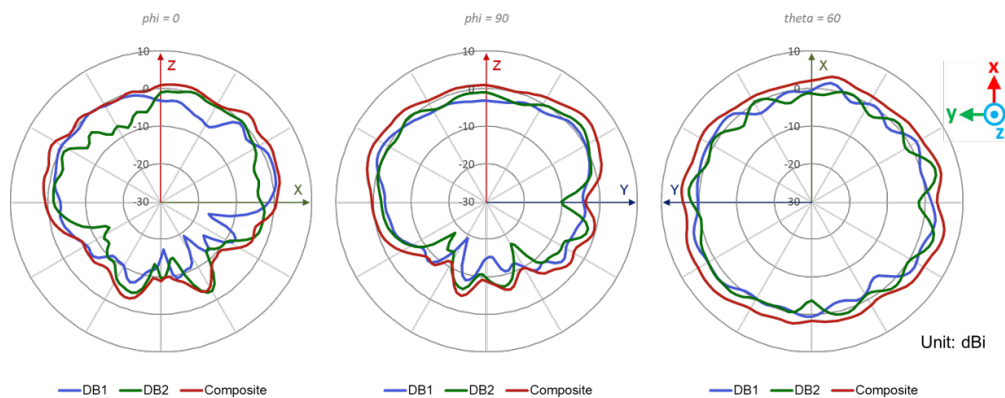 phi = 0
phi = 90
theta = 60
10
Z
0
-10
-20
-30
X
10
Z
0
-10
-20
-30
Y
10
X
0
-10
-20
-30
Y
x
y
z
Unit: dBi
DB1 DB2 Composite
DB1 DB2 Composite
DB1 DB2 Composite